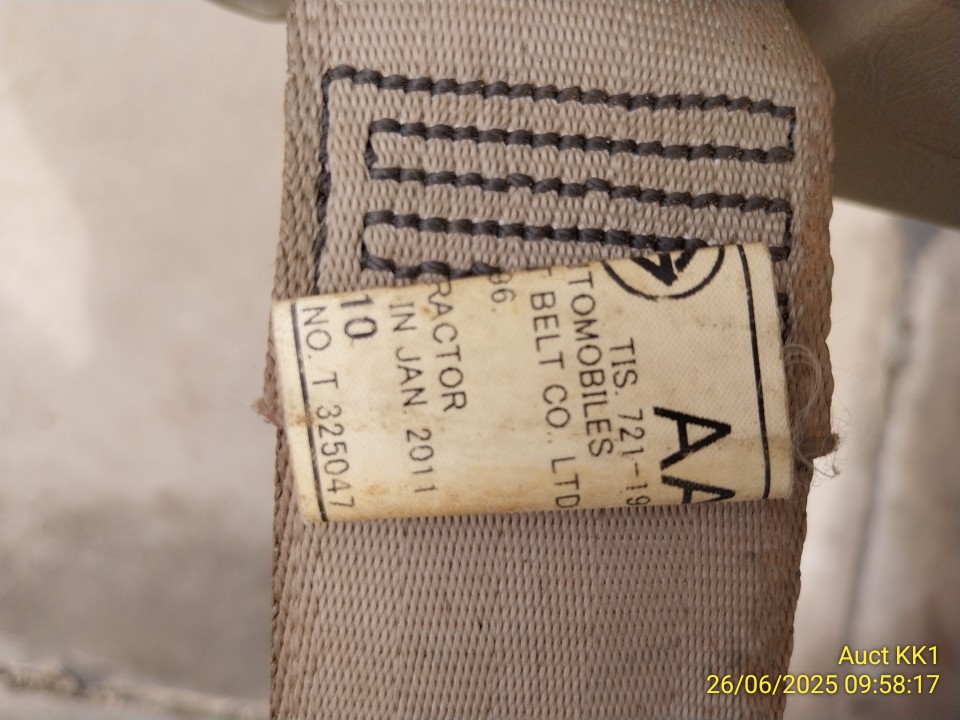 AA
TIS. 721-19
TOMOBILES
T BELT CO., LTD
96.
RACTOR
IN JAN. 2011
10
NO. T 325047
Auct KK1
26/06/2025 09:58:17